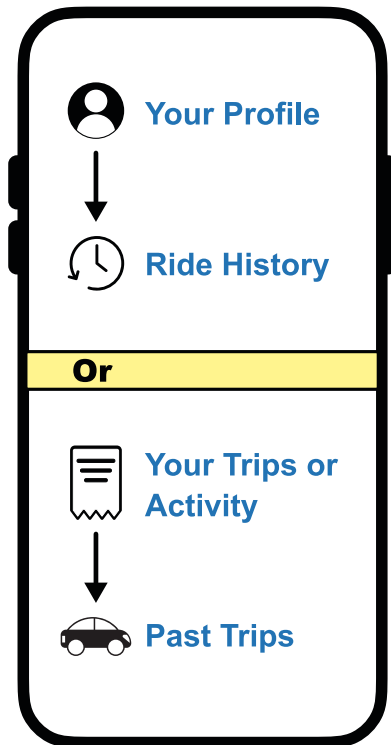 Your Profile
Ride History
Or
Your Trips or
Activity
Past Trips